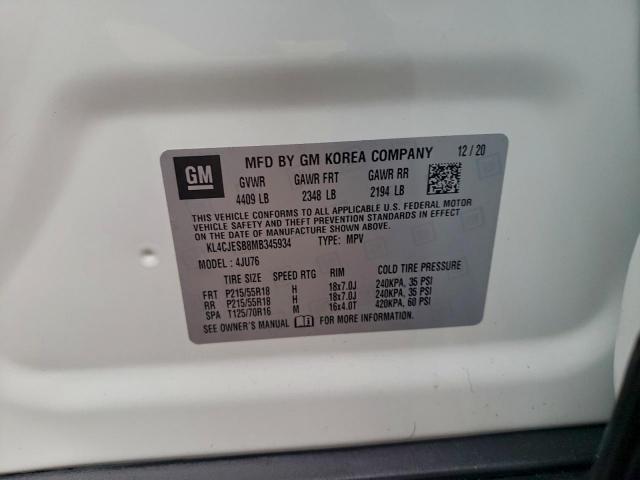 GM MFD BY GM KOREA COMPANY 12/20
GVWR GAWR FRT GAWR RR
4409 LB 2348 LB 2194 LB
THIS VEHICLE CONFORMS TO ALL APPLICABLE U.S. FEDERAL MOTOR
VEHICLE SAFETY AND THEFT PREVENTION STANDARDS IN EFFECT ON
THE DATE OF MANUFACTURE SHOWN ABOVE.
KL4CJESB8MB345934 TYPE: MPV
MODEL: 4JU76
TIRE SIZE SPEED RTG RIM COLD TIRE PRESSURE
FRT P215/55R18 H 18x7.0J 240KPA, 35 PSI
RR P215/55R18 H 18x7.0J 240KPA, 35 PSI
SPA T125/70R16 M 16x4.0T 420KPA, 60 PSI
SEE OWNER'S MANUAL FOR MORE INFORMATION.